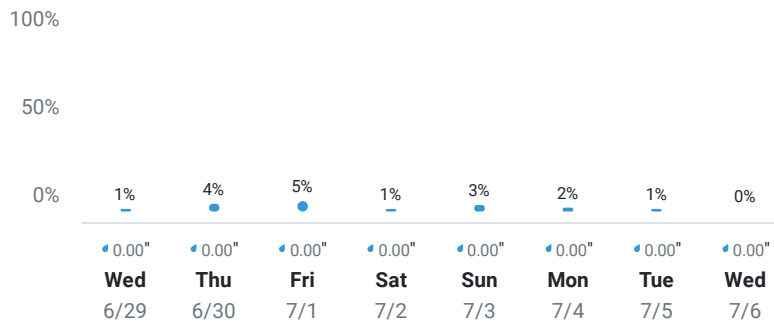 100%
50%
0%
1% 4% 5% 1% 3% 2% 1% 0%
0.00" 0.00" 0.00" 0.00" 0.00" 0.00" 0.00" 0.00"
Wed Thu Fri Sat Sun Mon Tue Wed
6/29 6/30 7/1 7/2 7/3 7/4 7/5 7/6